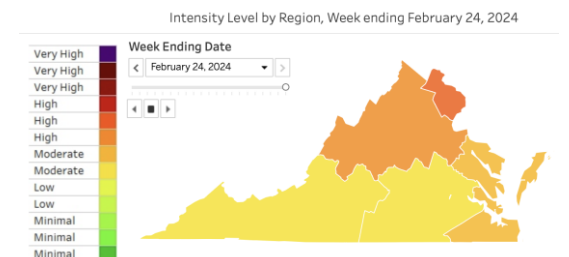 Intensity Level by Region, Week ending February 24, 2024
Week Ending Date
February 24, 2024
Very High
Very High
Very High
High
High
High
Moderate
Moderate
Low
Low
Minimal
Minimal
Minimal